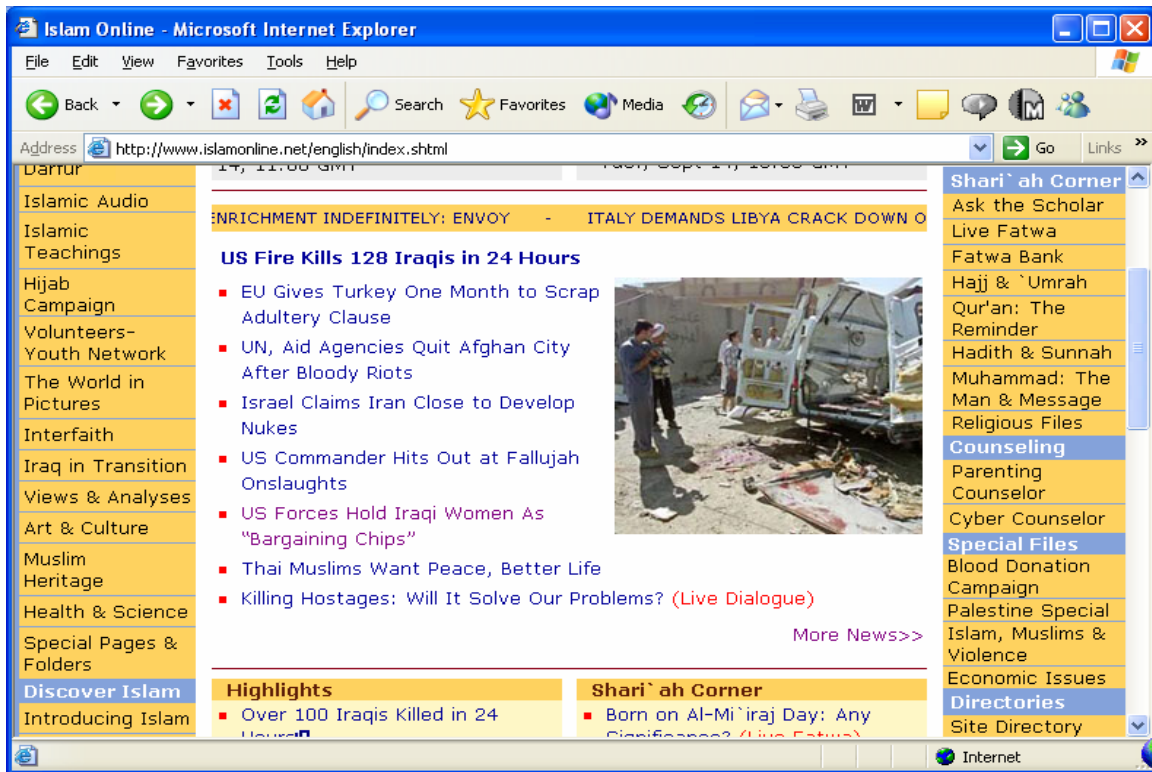 Islam Online - Microsoft Internet Explorer
File Edit View Favorites Tools Help
Back Search Favorites Media
Address http://www.islamonline.net/english/index.shtml Go Links »
Darfur
Islamic Audio
Islamic
Teachings
Hijab
Campaign
Volunteers-
Youth Network
The World in
Pictures
Interfaith
Iraq in Transition
Views & Analyses
Art & Culture
Muslim
Heritage
Health & Science
Special Pages &
Folders
Discover Islam
Introducing Islam
ENRICHMENT INDEFINITELY: ENVOY - ITALY DEMANDS LIBYA CRACK DOWN O
US Fire Kills 128 Iraqis in 24 Hours
EU Gives Turkey One Month to Scrap
Adultery Clause
UN, Aid Agencies Quit Afghan City
After Bloody Riots
Israel Claims Iran Close to Develop
Nukes
US Commander Hits Out at Fallujah
Onslaughts
US Forces Hold Iraqi Women As
"Bargaining Chips"
Thai Muslims Want Peace, Better Life
Killing Hostages: Will It Solve Our Problems? (Live Dialogue)
More News>>
Highlights
Over 100 Iraqis Killed in 24
Hours
Shari`ah Corner
Born on Al-Mi`iraj Day: Any
Significance? (Live Fatwa)
Shari`ah Corner
Ask the Scholar
Live Fatwa
Fatwa Bank
Hajj & `Umrah
Qur'an: The
Reminder
Hadith & Sunnah
Muhammad: The
Man & Message
Religious Files
Counseling
Parenting
Counselor
Cyber Counselor
Special Files
Blood Donation
Campaign
Palestine Special
Islam, Muslims &
Violence
Economic Issues
Directories
Site Directory
Internet